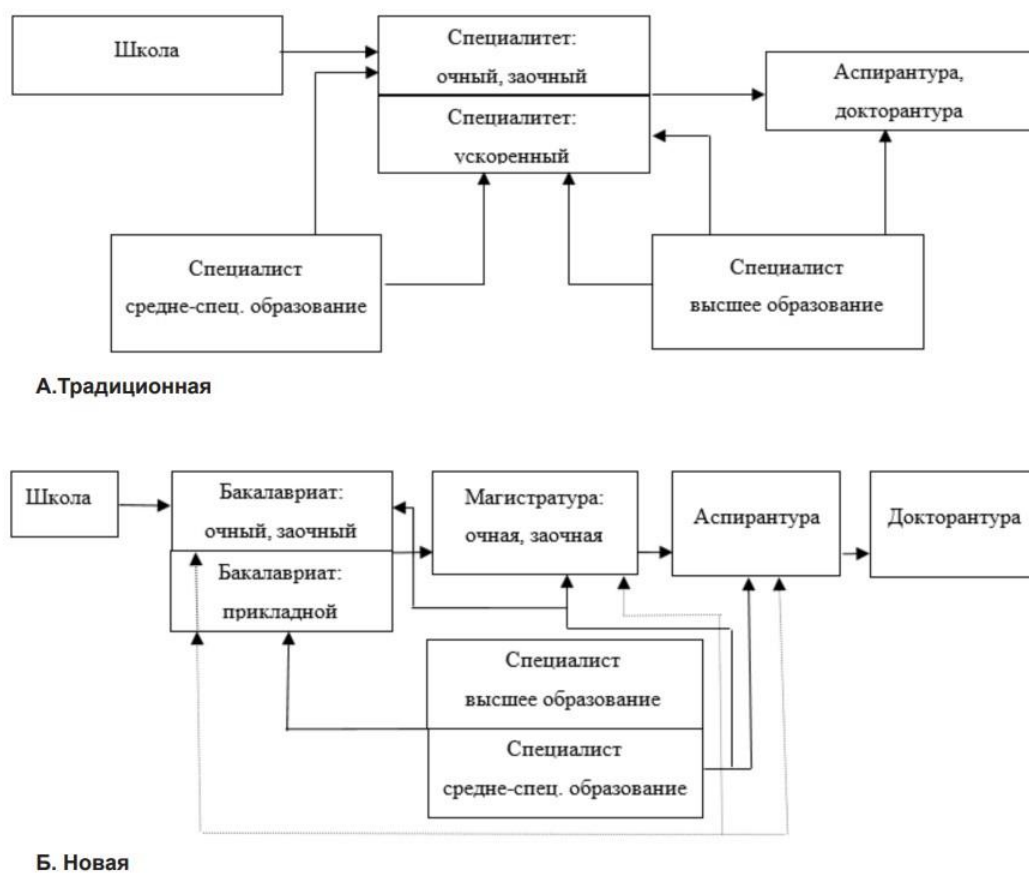 Школа
Специалитет:
очный, заочный
Специалитет:
ускоренный
Аспирантура,
докторантура
Специалист
средне-спец. образование
Специалист
высшее образование
А.Традиционная
Школа
Бакалавриат:
очный, заочный
Бакалавриат:
прикладной
Магистратура:
очная, заочная
Аспирантура
Докторантура
Специалист
высшее образование
Специалист
средне-спец. образование
Б. Новая